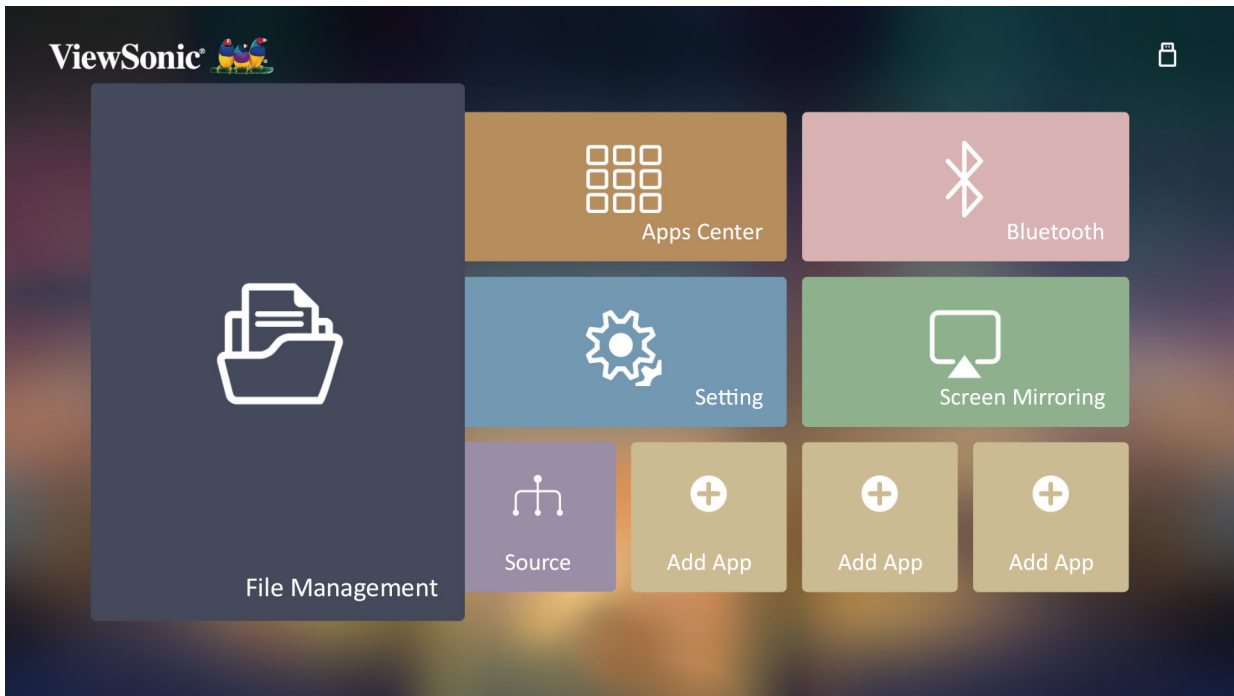 ViewSonic®
Apps Center
Bluetooth
Setting
Screen Mirroring
File Management
Source
Add App
Add App
Add App